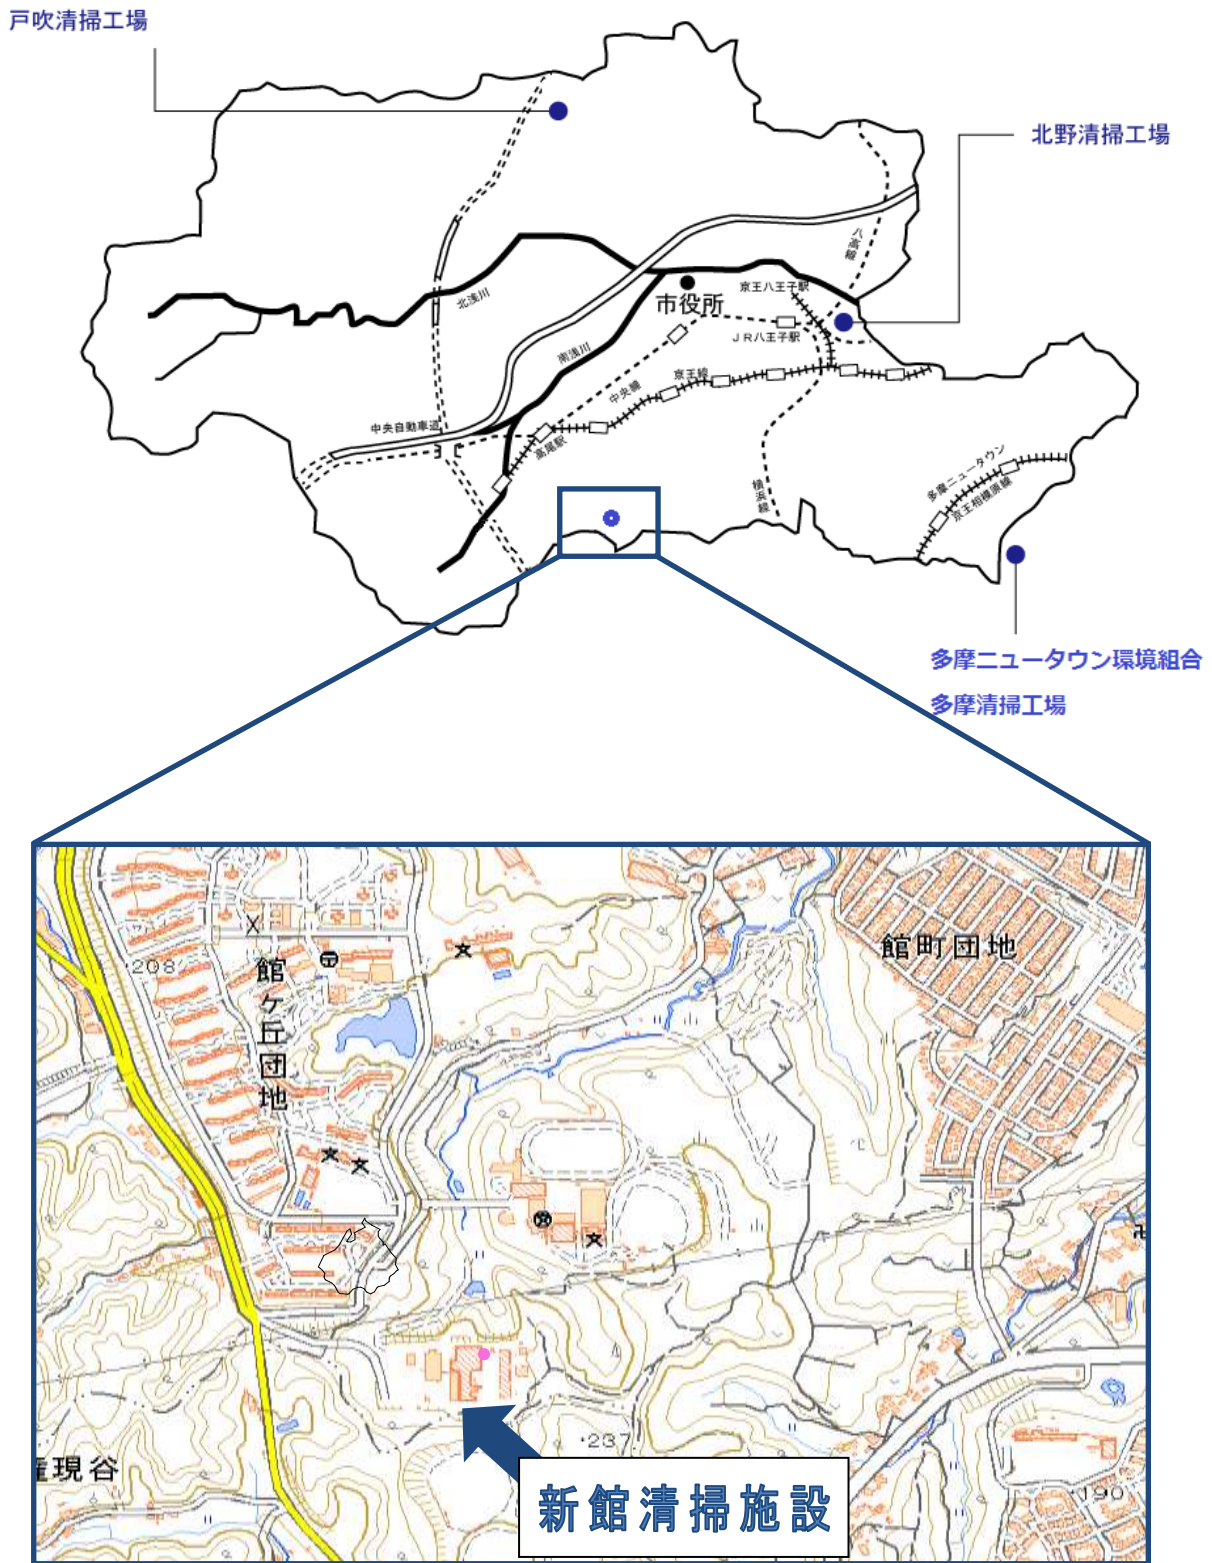 戸吹清掃工場
北野清掃工場
八高線
北浅川
市役所
京王八王子駅
JR八王子駅
南浅川
京王線
中央線
中央自動車道
高尾駅
横浜線
多摩ニュータウン
京王相模原線
多摩ニュータウン環境組合
多摩清掃工場
館町団地
208
館ヶ丘団地
237
現谷
190
新館清掃施設